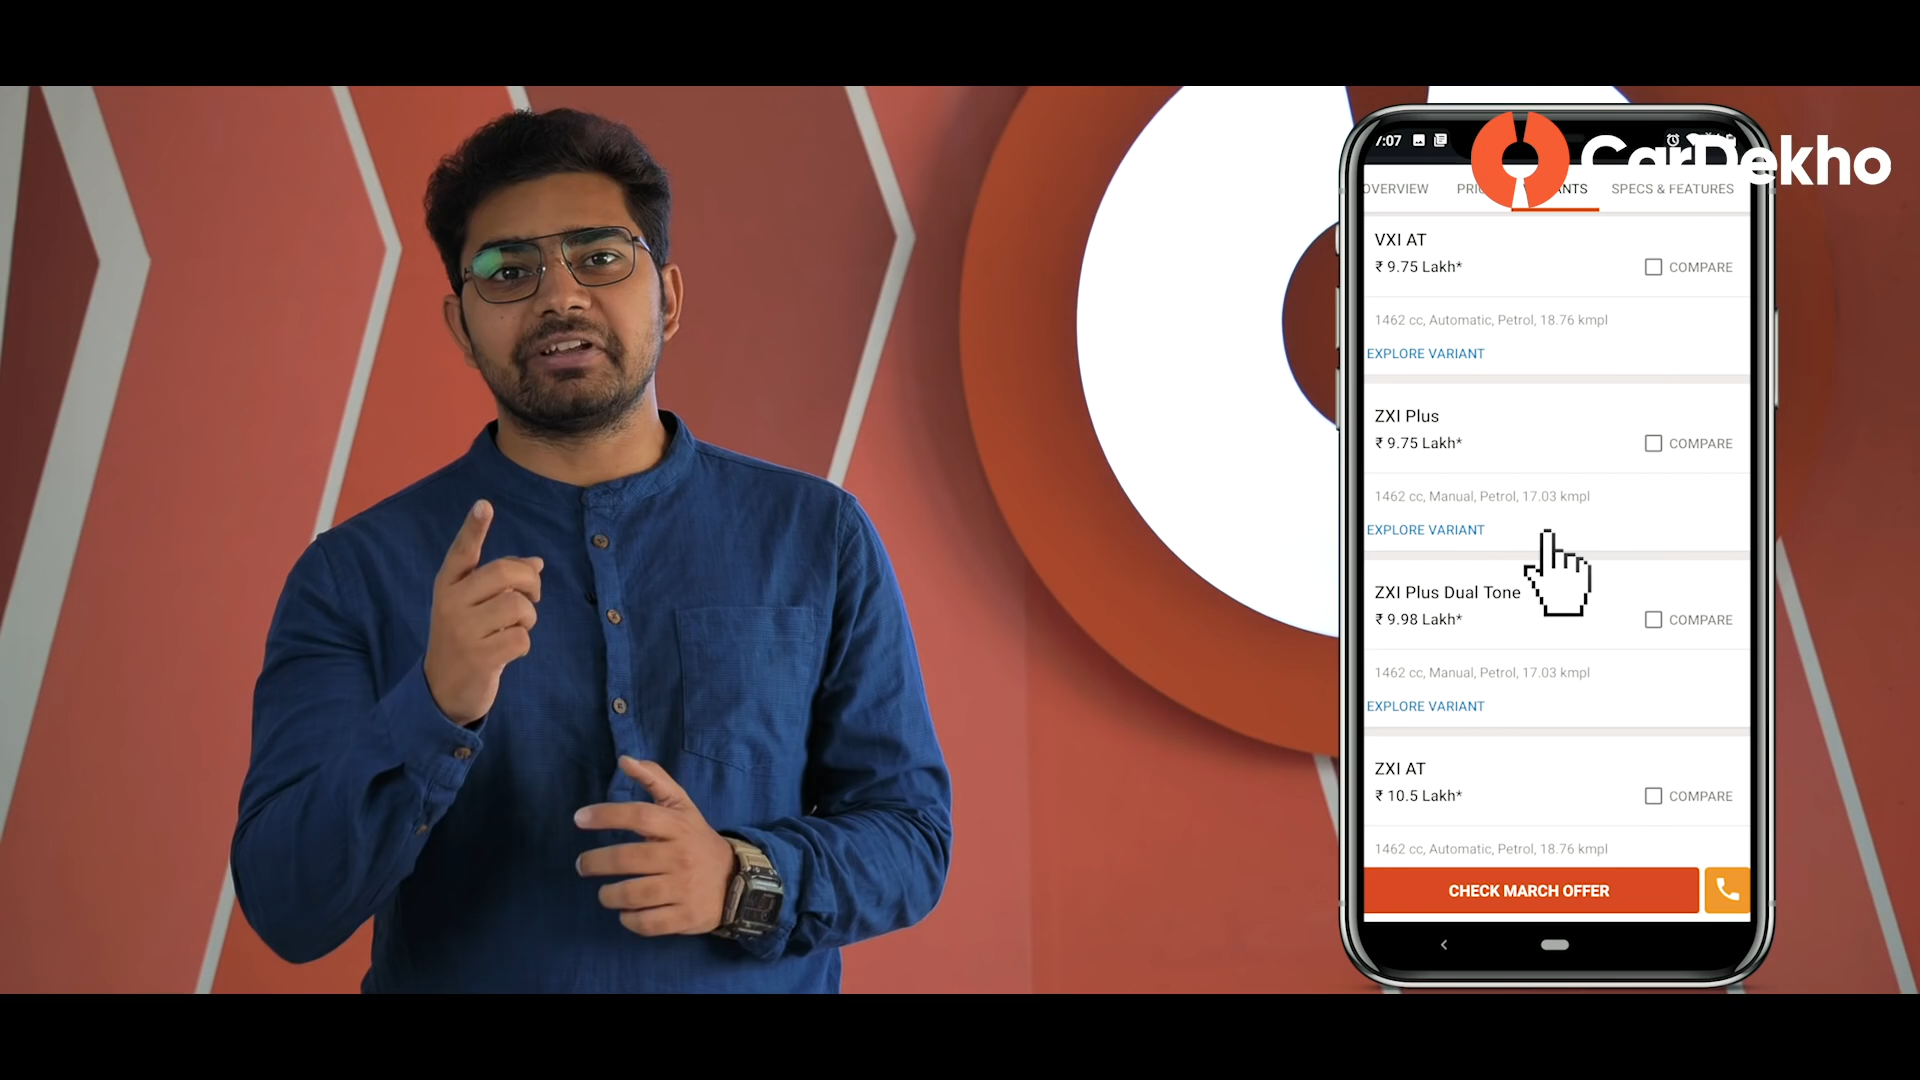 7:07
CarDekho
OVERVIEW
SPECS & FEATURES
VXI AT
₹ 9.75 Lakh*
COMPARE
1462 cc, Automatic, Petrol, 18.76 kmpl
EXPLORE VARIANT
ZXI Plus
₹ 9.75 Lakh*
COMPARE
1462 cc, Manual, Petrol, 17.03 kmpl
EXPLORE VARIANT
ZXI Plus Dual Tone
₹ 9.98 Lakh*
COMPARE
1462 cc, Manual, Petrol, 17.03 kmpl
EXPLORE VARIANT
ZXI AT
₹ 10.5 Lakh*
COMPARE
1462 cc, Automatic, Petrol, 18.76 kmpl
CHECK MARCH OFFER